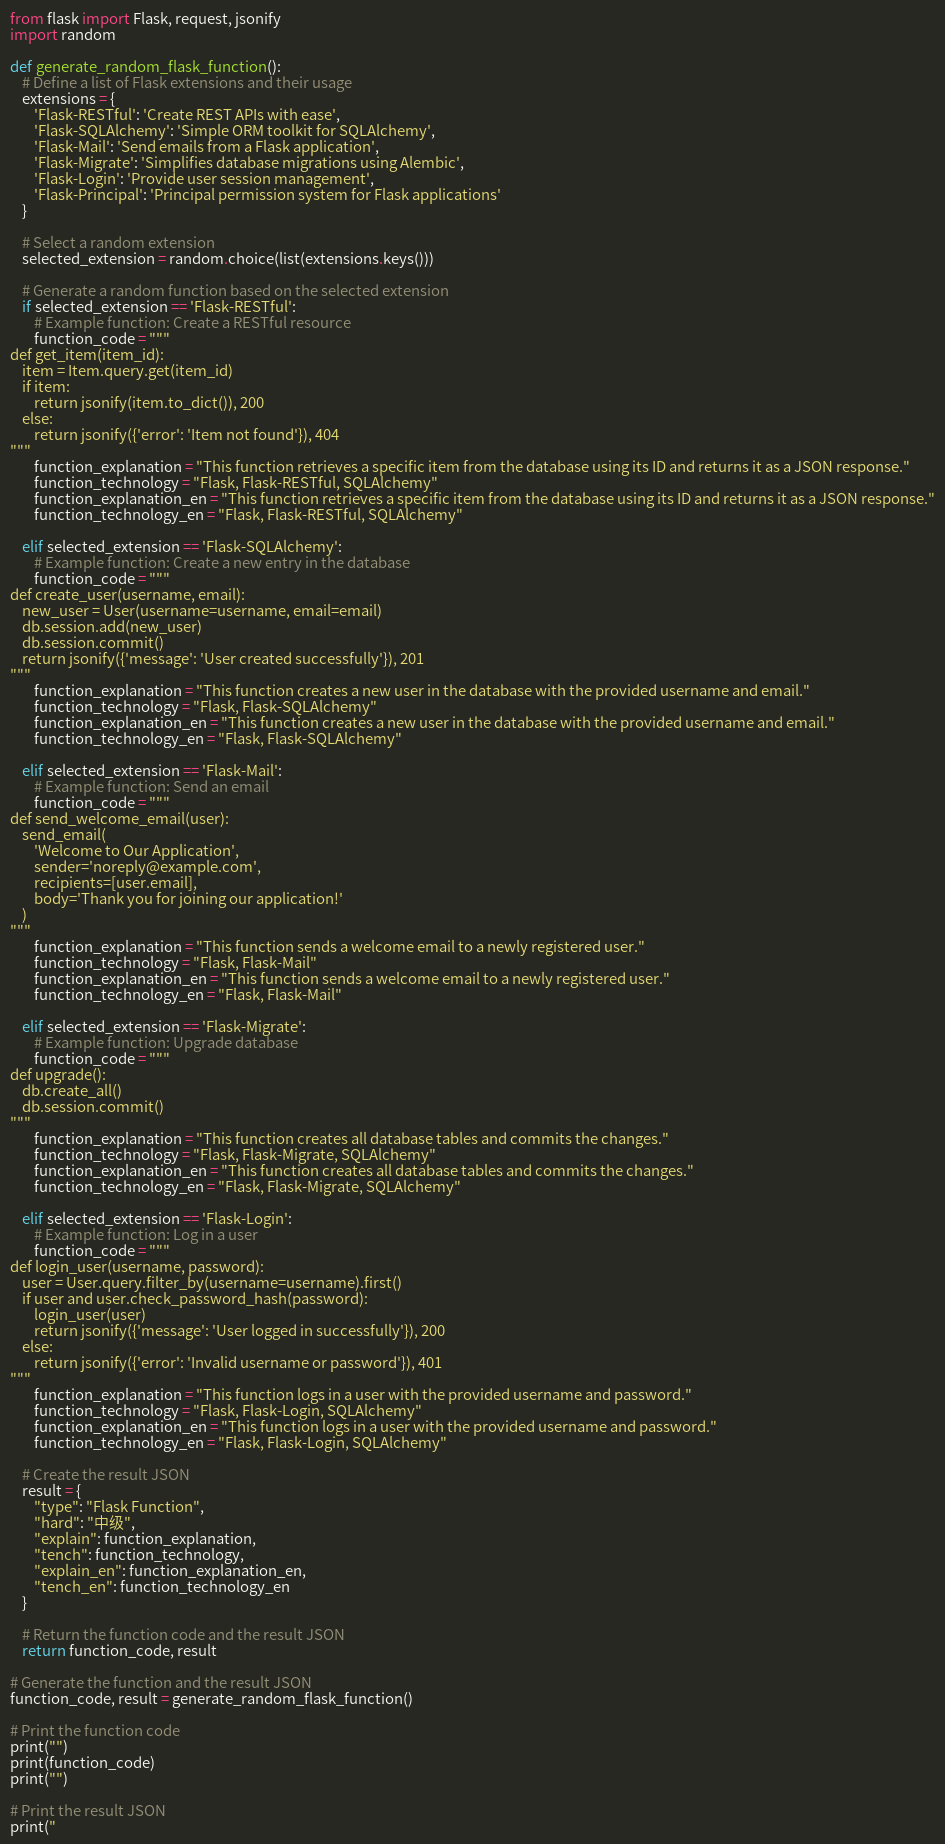 from flask import Flask, request, jsonify
import random

def generate_random_flask_function():
    # Define a list of Flask extensions and their usage
    extensions = {
        'Flask-RESTful': 'Create REST APIs with ease',
        'Flask-SQLAlchemy': 'Simple ORM toolkit for SQLAlchemy',
        'Flask-Mail': 'Send emails from a Flask application',
        'Flask-Migrate': 'Simplifies database migrations using Alembic',
        'Flask-Login': 'Provide user session management',
        'Flask-Principal': 'Principal permission system for Flask applications'
    }

    # Select a random extension
    selected_extension = random.choice(list(extensions.keys()))

    # Generate a random function based on the selected extension
    if selected_extension == 'Flask-RESTful':
        # Example function: Create a RESTful resource
        function_code = """
def get_item(item_id):
    item = Item.query.get(item_id)
    if item:
        return jsonify(item.to_dict()), 200
    else:
        return jsonify({'error': 'Item not found'}), 404
"""
        function_explanation = "This function retrieves a specific item from the database using its ID and returns it as a JSON response."
        function_technology = "Flask, Flask-RESTful, SQLAlchemy"
        function_explanation_en = "This function retrieves a specific item from the database using its ID and returns it as a JSON response."
        function_technology_en = "Flask, Flask-RESTful, SQLAlchemy"

    elif selected_extension == 'Flask-SQLAlchemy':
        # Example function: Create a new entry in the database
        function_code = """
def create_user(username, email):
    new_user = User(username=username, email=email)
    db.session.add(new_user)
    db.session.commit()
    return jsonify({'message': 'User created successfully'}), 201
"""
        function_explanation = "This function creates a new user in the database with the provided username and email."
        function_technology = "Flask, Flask-SQLAlchemy"
        function_explanation_en = "This function creates a new user in the database with the provided username and email."
        function_technology_en = "Flask, Flask-SQLAlchemy"

    elif selected_extension == 'Flask-Mail':
        # Example function: Send an email
        function_code = """
def send_welcome_email(user):
    send_email(
        'Welcome to Our Application',
        sender='noreply@example.com',
        recipients=[user.email],
        body='Thank you for joining our application!'
    )
"""
        function_explanation = "This function sends a welcome email to a newly registered user."
        function_technology = "Flask, Flask-Mail"
        function_explanation_en = "This function sends a welcome email to a newly registered user."
        function_technology_en = "Flask, Flask-Mail"

    elif selected_extension == 'Flask-Migrate':
        # Example function: Upgrade database
        function_code = """
def upgrade():
    db.create_all()
    db.session.commit()
"""
        function_explanation = "This function creates all database tables and commits the changes."
        function_technology = "Flask, Flask-Migrate, SQLAlchemy"
        function_explanation_en = "This function creates all database tables and commits the changes."
        function_technology_en = "Flask, Flask-Migrate, SQLAlchemy"

    elif selected_extension == 'Flask-Login':
        # Example function: Log in a user
        function_code = """
def login_user(username, password):
    user = User.query.filter_by(username=username).first()
    if user and user.check_password_hash(password):
        login_user(user)
        return jsonify({'message': 'User logged in successfully'}), 200
    else:
        return jsonify({'error': 'Invalid username or password'}), 401
"""
        function_explanation = "This function logs in a user with the provided username and password."
        function_technology = "Flask, Flask-Login, SQLAlchemy"
        function_explanation_en = "This function logs in a user with the provided username and password."
        function_technology_en = "Flask, Flask-Login, SQLAlchemy"

    # Create the result JSON
    result = {
        "type": "Flask Function",
        "hard": "中级",
        "explain": function_explanation,
        "tench": function_technology,
        "explain_en": function_explanation_en,
        "tench_en": function_technology_en
    }

    # Return the function code and the result JSON
    return function_code, result

# Generate the function and the result JSON
function_code, result = generate_random_flask_function()

# Print the function code
print("")
print(function_code)
print("")

# Print the result JSON
print("